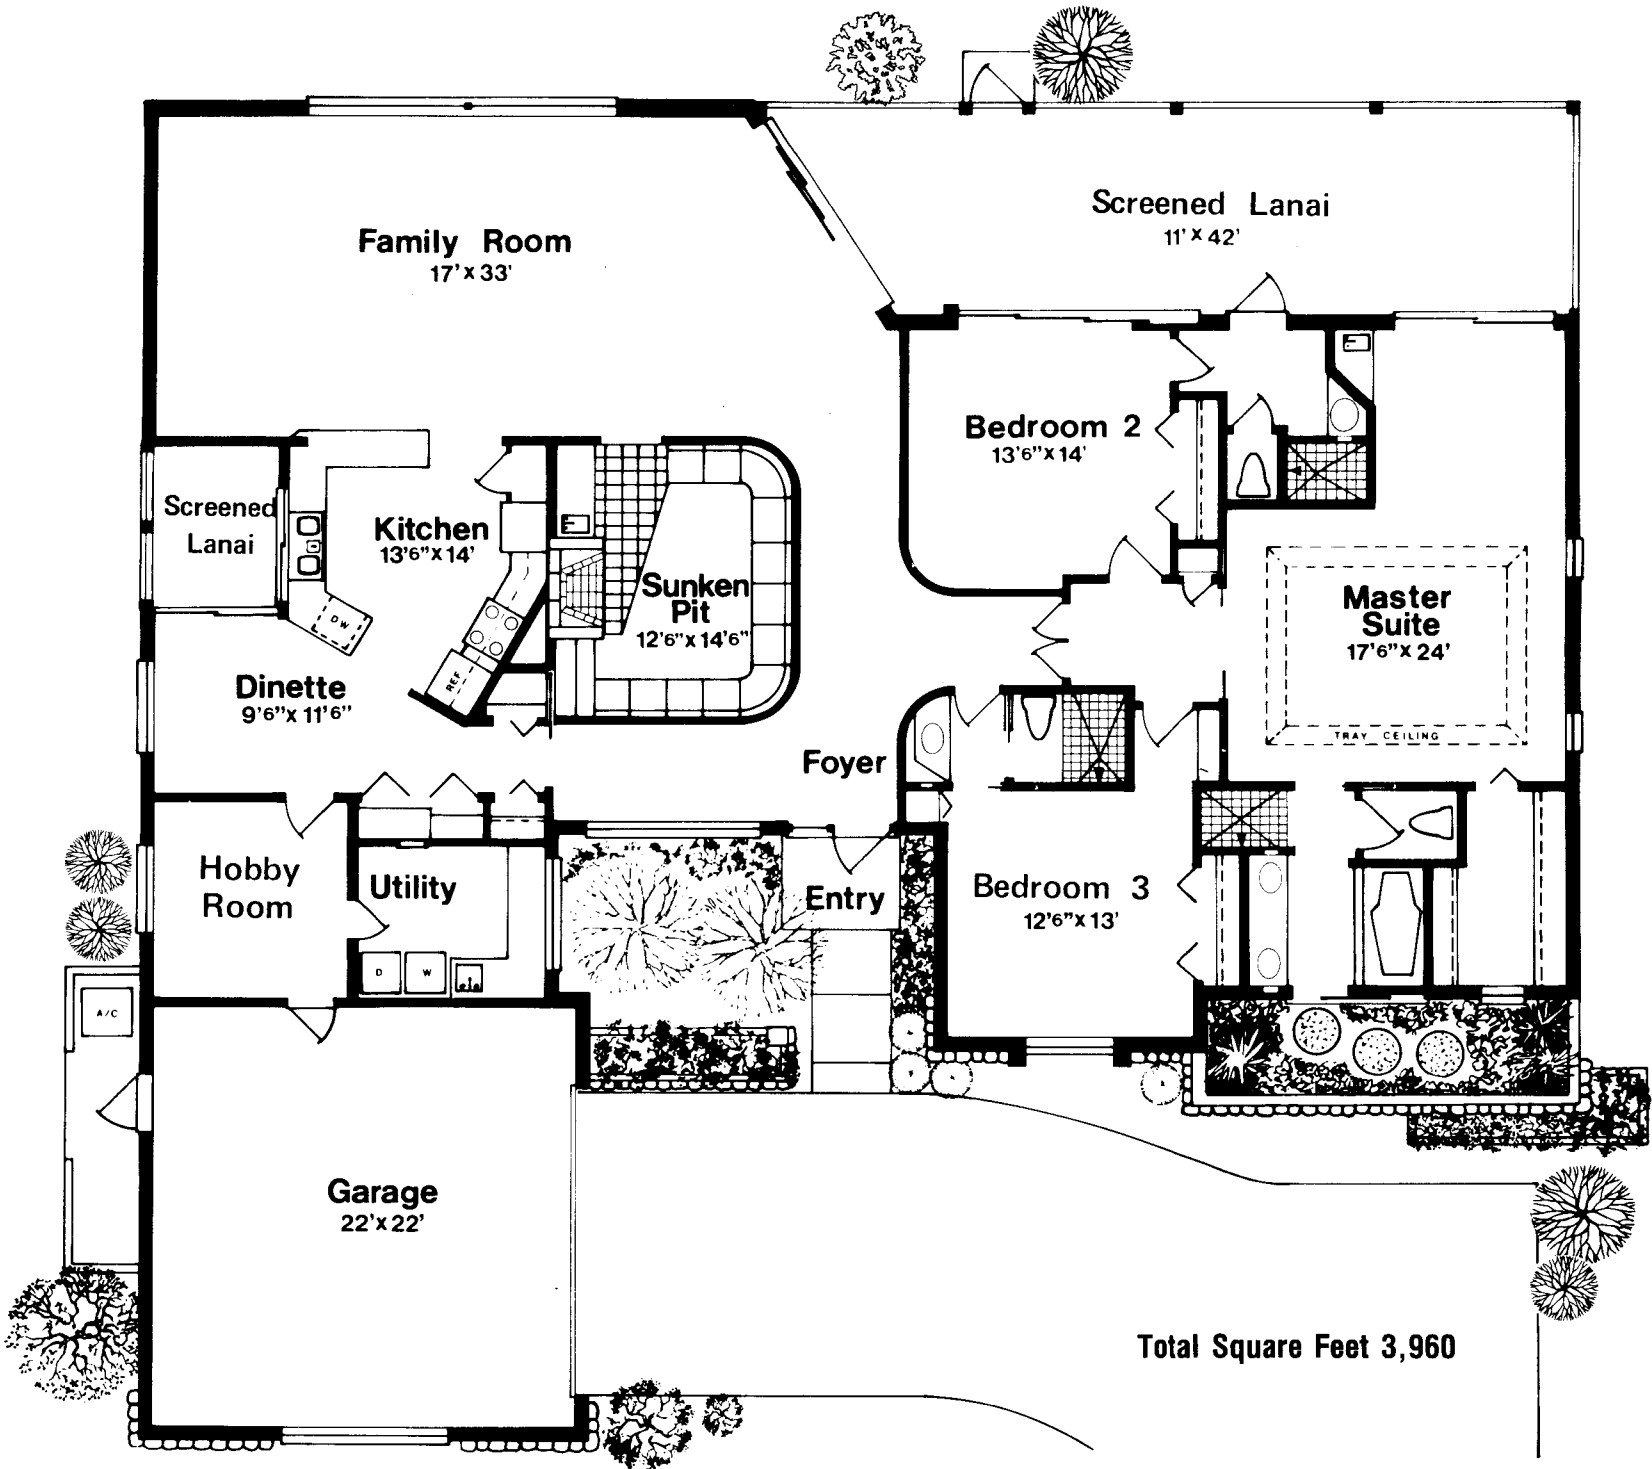 Screened Lanai
11' X 42'
Family Room
17' X 33'
Bedroom 2
13'6" X 14'
Screened
Lanai
Kitchen
13'6" X 14'
Sunken
Pit
12'6" X 14'6"
Master
Suite
17'6" X 24'
DW
REF
Dinette
9'6" X 11'6"
TRAY CEILING
Foyer
Hobby
Room
Utility
Entry
Bedroom 3
12'6" X 13'
D
W
A/C
Garage
22' X 22'
Total Square Feet 3,960